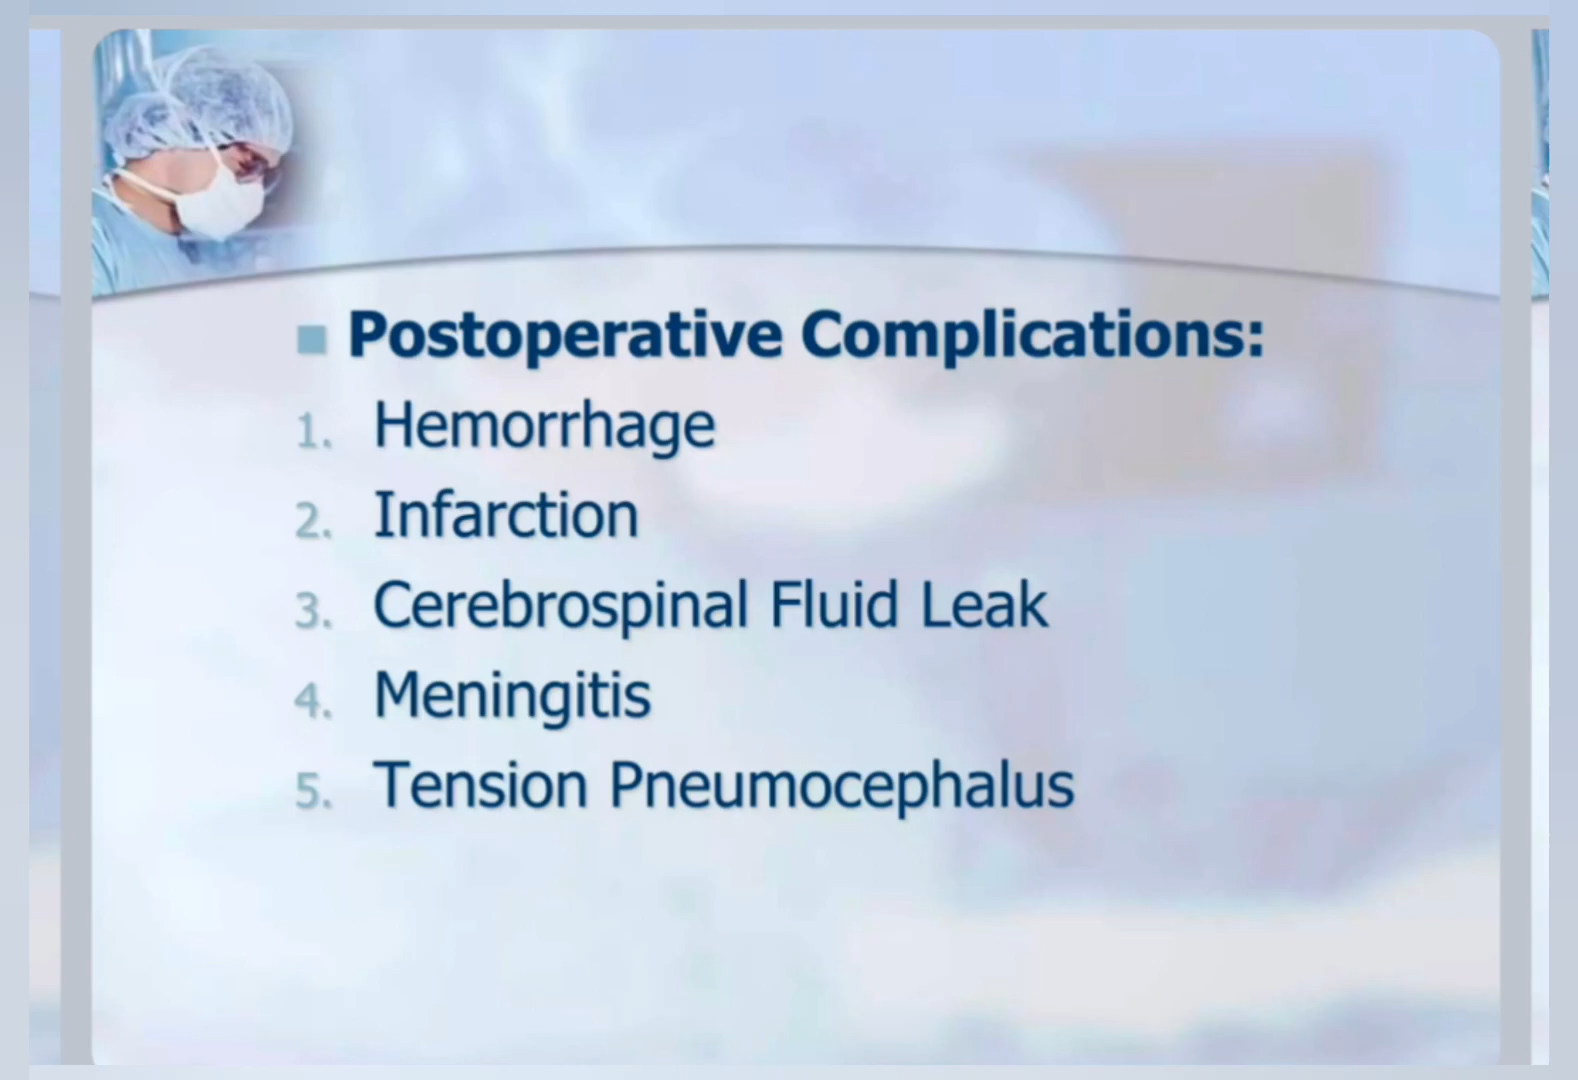 Postoperative Complications:
1. Hemorrhage
2. Infarction
3. Cerebrospinal Fluid Leak
4. Meningitis
5. Tension Pneumocephalus